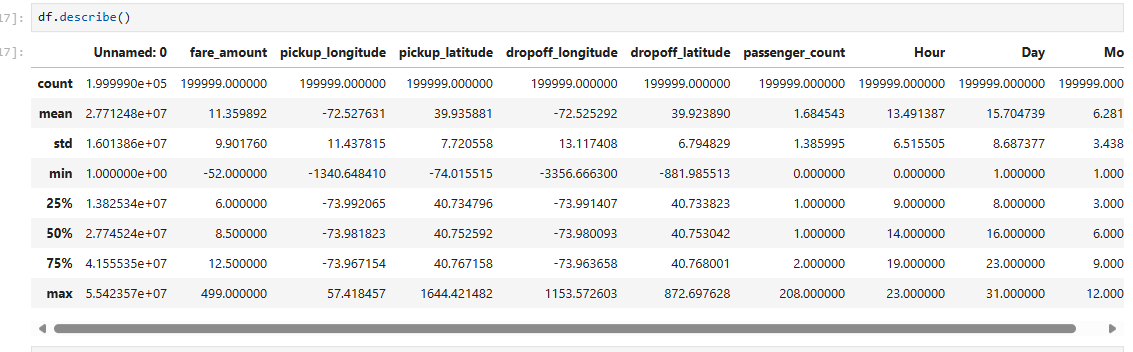 17]: df.describe()
17]: Unnamed: 0 fare_amount pickup_longitude pickup_latitude dropoff_longitude dropoff_latitude passenger_count Hour Day Mo
count 1.999990e+05 199999.000000 199999.000000 199999.000000 199999.000000 199999.000000 199999.000000 199999.000000 199999.000000 199999.000
mean 2.771248e+07 11.359892 -72.527631 39.935881 -72.525292 39.923890 1.684543 13.491387 15.704739 6.281
std 1.601386e+07 9.901760 11.437815 7.720558 13.117408 6.794829 1.385995 6.515505 8.687377 3.438
min 1.000000e+00 -52.000000 -1340.648410 -74.015515 -3356.666300 -881.985513 0.000000 0.000000 1.000000 1.000
25% 1.382534e+07 6.000000 -73.992065 40.734796 -73.991407 40.733823 1.000000 9.000000 8.000000 3.000
50% 2.774524e+07 8.500000 -73.981823 40.752592 -73.980093 40.753042 1.000000 14.000000 16.000000 6.000
75% 4.155535e+07 12.500000 -73.967154 40.767158 -73.963658 40.768001 2.000000 19.000000 23.000000 9.000
max 5.542357e+07 499.000000 57.418457 1644.421482 1153.572603 872.697628 208.000000 23.000000 31.000000 12.000